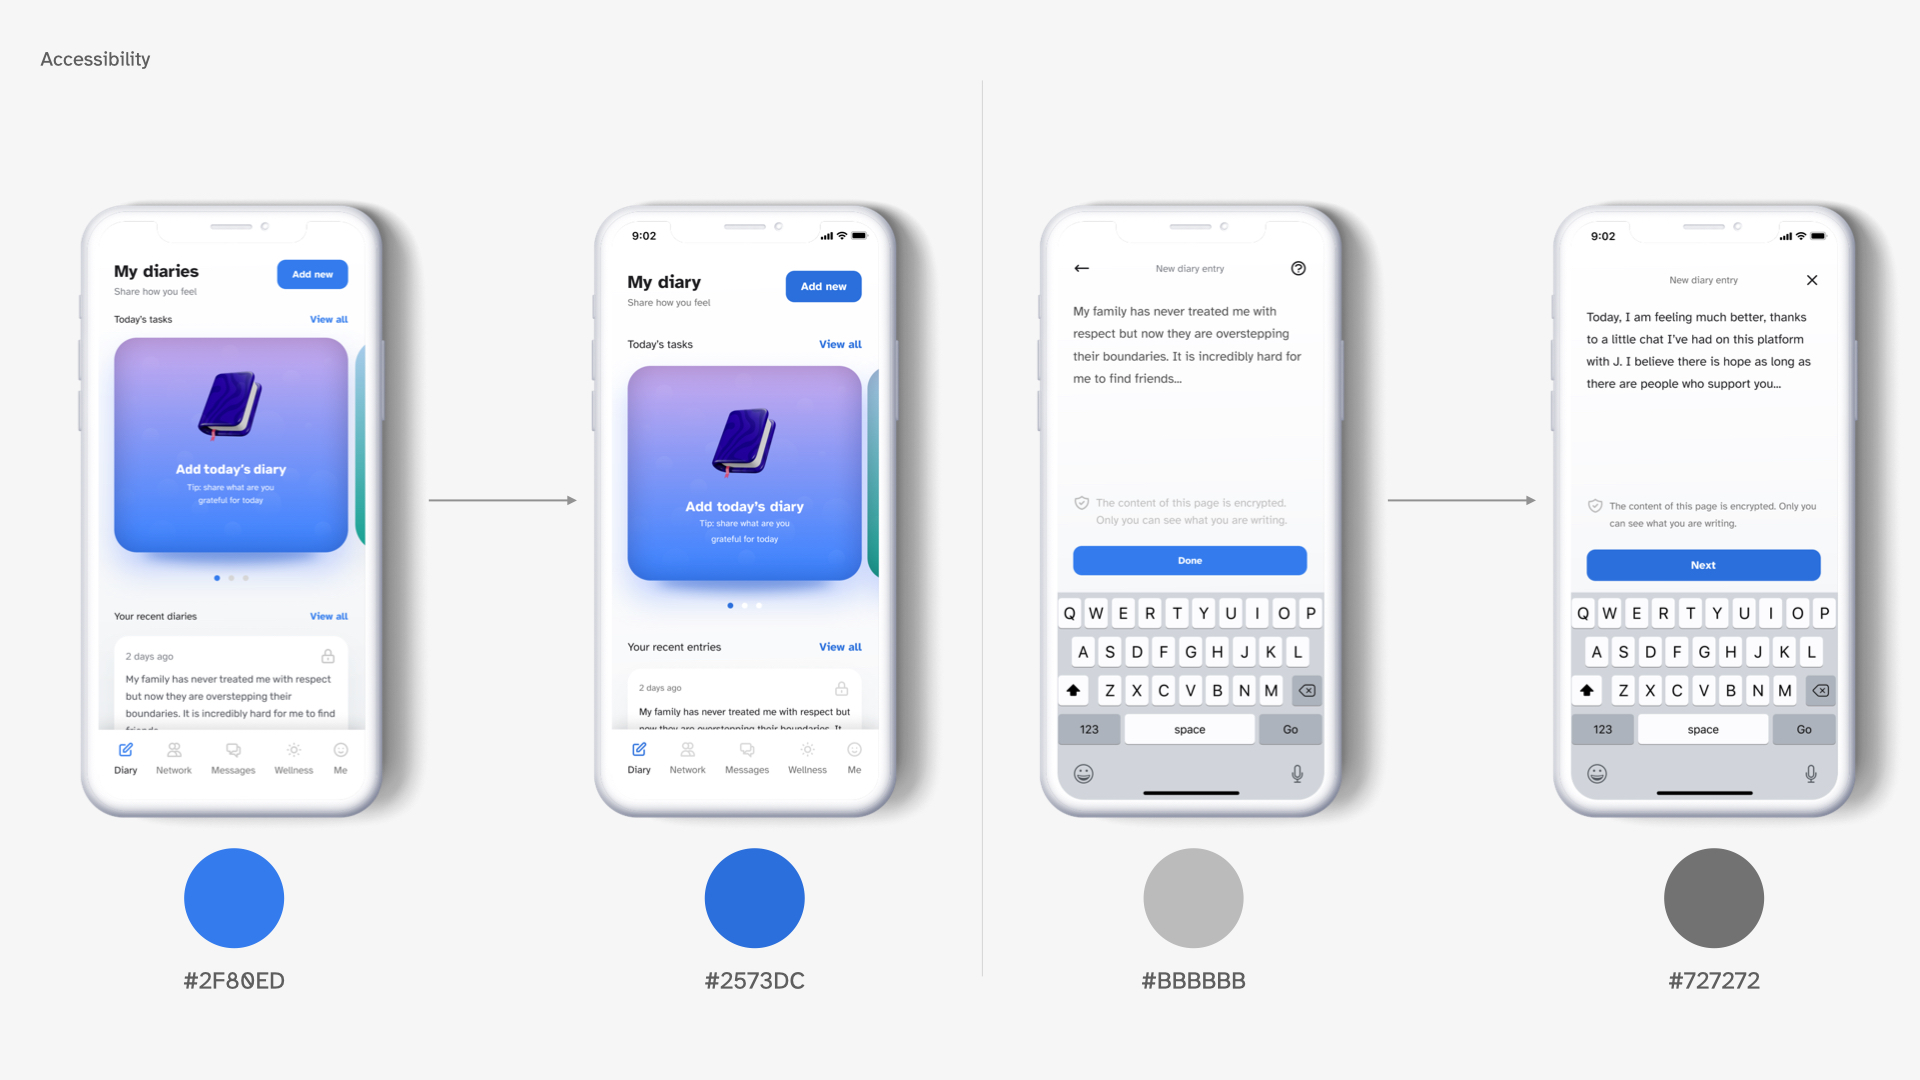 Accessibility
My diaries
Add new
Share how you feel
Today's tasks
View all
Add today's diary
Tip: share what are you
grateful for today
Your recent diaries
View all
2 days ago
My family has never treated me with respect
but now they are overstepping their
boundaries. It is incredibly hard for me to find
friends...
Diary
Network
Messages
Wellness
Me
#2F80ED
9:02
My diary
Add new
Share how you feel
Today's tasks
View all
Add today's diary
Tip: share what are you
grateful for today
Your recent entries
View all
2 days ago
My family has never treated me with respect but
now they are overstepping their boundaries. It
Diary
Network
Messages
Wellness
Me
#2573DC
New diary entry
My family has never treated me with
respect but now they are overstepping
their boundaries. It is incredibly hard for
me to find friends...
The content of this page is encrypted.
Only you can see what you are writing.
Done
Q W E R T Y U I O P
A S D F G H J K L
Z X C V B N M
123 space Go
#BBBBBB
9:02
New diary entry
Today, I am feeling much better, thanks
to a little chat I've had on this platform
with J. I believe there is hope as long as
there are people who support you...
The content of this page is encrypted. Only you
can see what you are writing.
Next
Q W E R T Y U I O P
A S D F G H J K L
Z X C V B N M
123 space Go
#727272